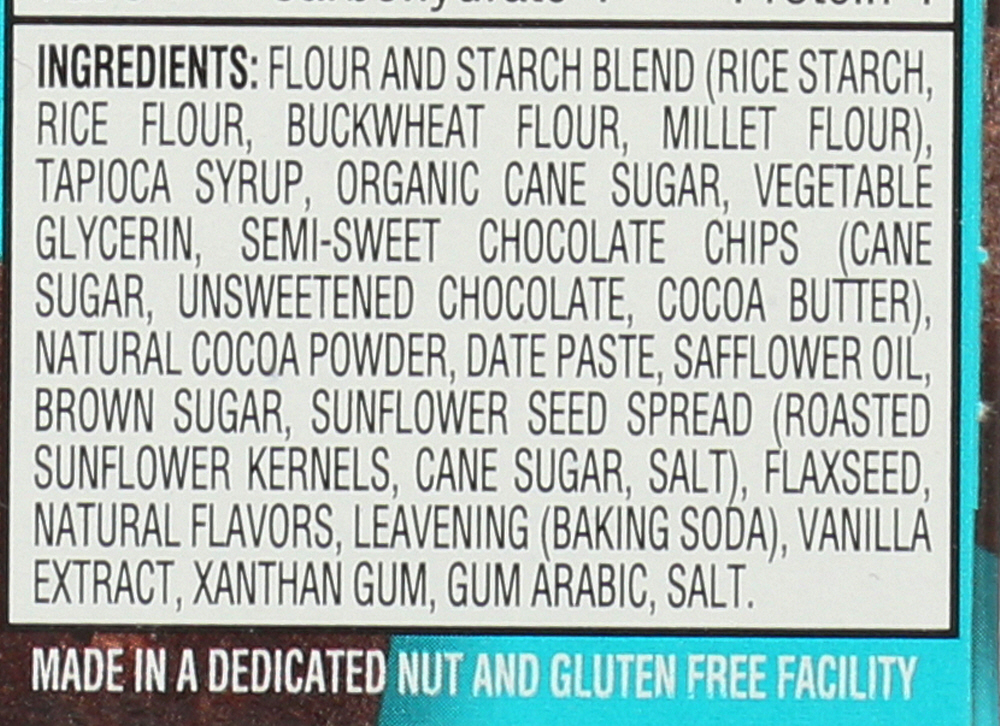 INGREDIENTS: FLOUR AND STARCH BLEND (RICE STARCH,
RICE FLOUR, BUCKWHEAT FLOUR, MILLET FLOUR),
TAPIOCA SYRUP, ORGANIC CANE SUGAR, VEGETABLE
GLYCERIN, SEMI-SWEET CHOCOLATE CHIPS (CANE
SUGAR, UNSWEETENED CHOCOLATE, COCOA BUTTER),
NATURAL COCOA POWDER, DATE PASTE, SAFFLOWER OIL,
BROWN SUGAR, SUNFLOWER SEED SPREAD (ROASTED
SUNFLOWER KERNELS, CANE SUGAR, SALT), FLAXSEED,
NATURAL FLAVORS, LEAVENING (BAKING SODA), VANILLA
EXTRACT, XANTHAN GUM, GUM ARABIC, SALT.
MADE IN A DEDICATED NUT AND GLUTEN FREE FACILITY